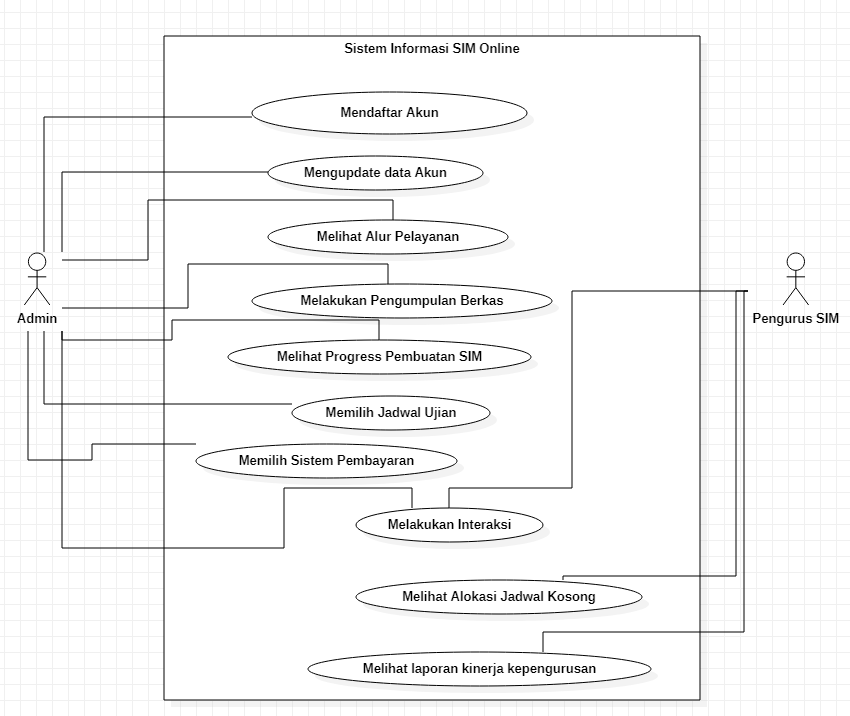 Sistem Informasi SIM Online
Mendaftar Akun
Mengupdate data Akun
Melihat Alur Pelayanan
Melakukan Pengumpulan Berkas
Admin
Pengurus SIM
Melihat Progress Pembuatan SIM
Memilih Jadwal Ujian
Memilih Sistem Pembayaran
Melakukan Interaksi
Melihat Alokasi Jadwal Kosong
Melihat laporan kinerja kepengurusan